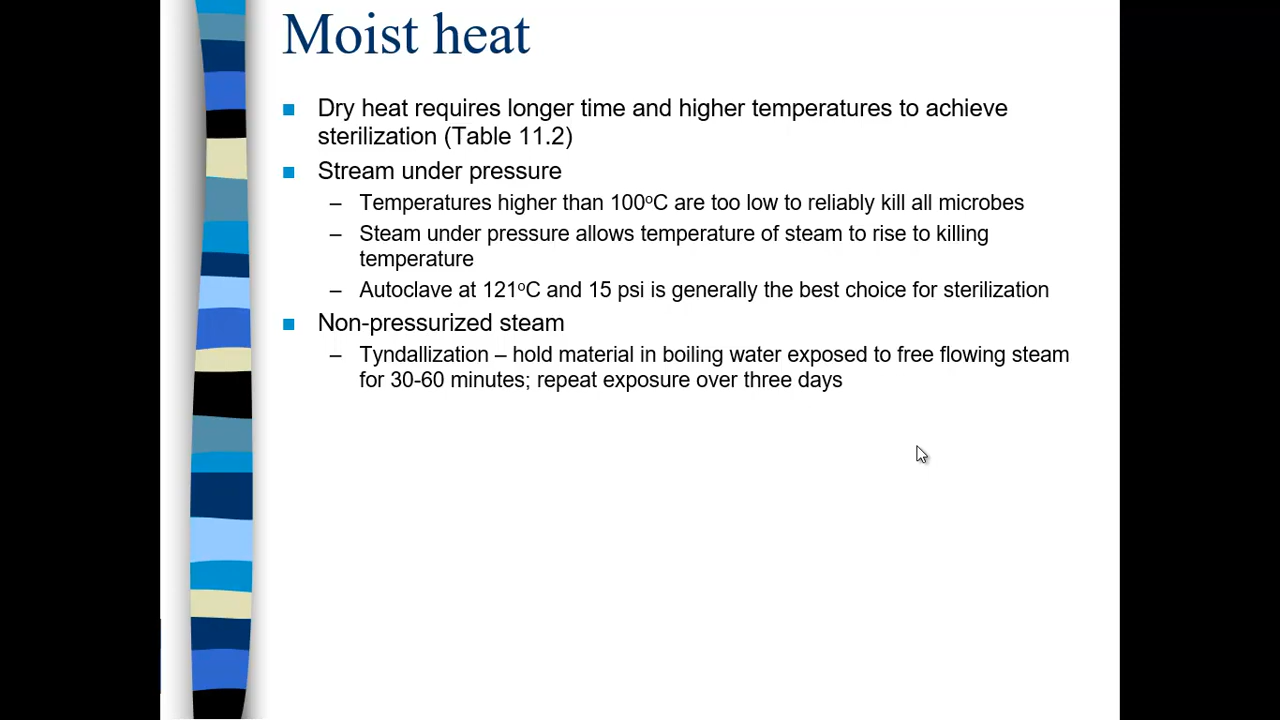 Moist heat
Dry heat requires longer time and higher temperatures to achieve
sterilization (Table 11.2)
Stream under pressure
– Temperatures higher than 100oC are too low to reliably kill all microbes
– Steam under pressure allows temperature of steam to rise to killing
temperature
– Autoclave at 121oC and 15 psi is generally the best choice for sterilization
Non-pressurized steam
– Tyndallization – hold material in boiling water exposed to free flowing steam
for 30-60 minutes; repeat exposure over three days